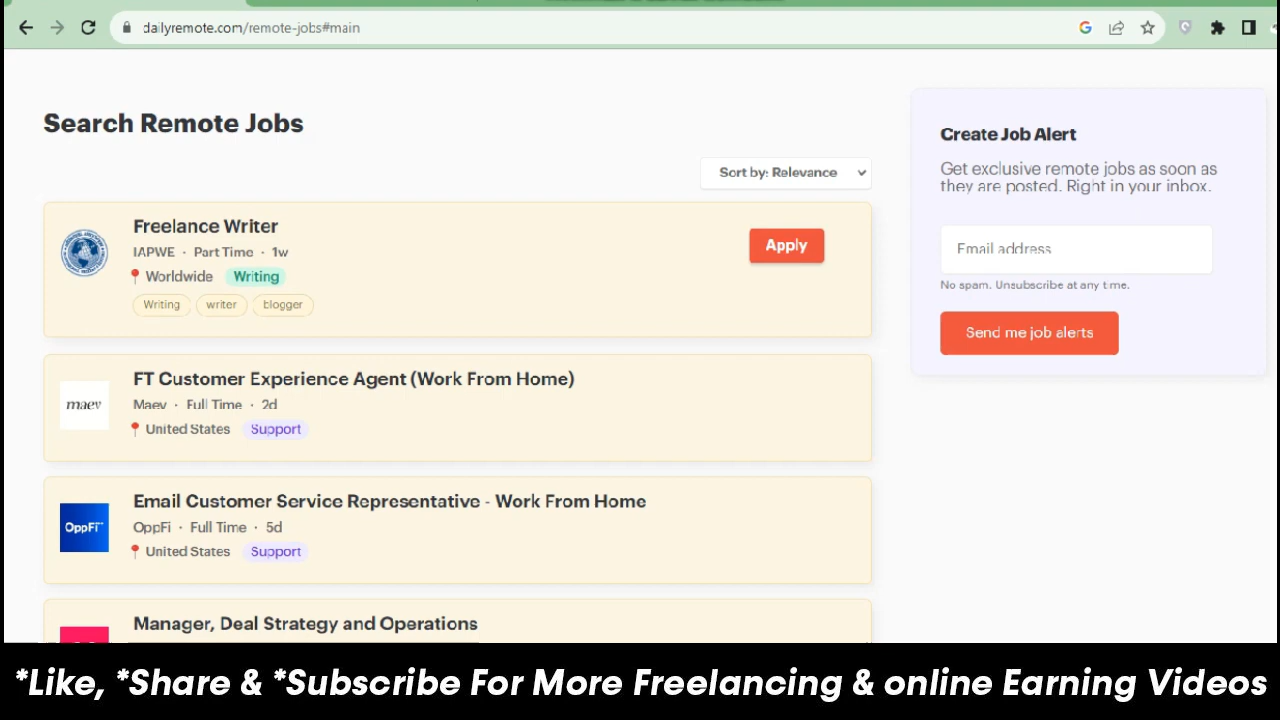 dailyremote.com/remote-jobs#main
Search Remote Jobs
Sort by: Relevance
Freelance Writer
IAPWE · Part Time · 1w
Worldwide Writing
Writing writer blogger
Apply
maev
FT Customer Experience Agent (Work From Home)
Maev · Full Time · 2d
United States Support
OppFi
Email Customer Service Representative - Work From Home
OppFi · Full Time · 5d
United States Support
Manager, Deal Strategy and Operations
Create Job Alert
Get exclusive remote jobs as soon as
they are posted. Right in your inbox.
Email address
No spam. Unsubscribe at any time.
Send me job alerts
*Like, *Share & *Subscribe For More Freelancing & online Earning Videos